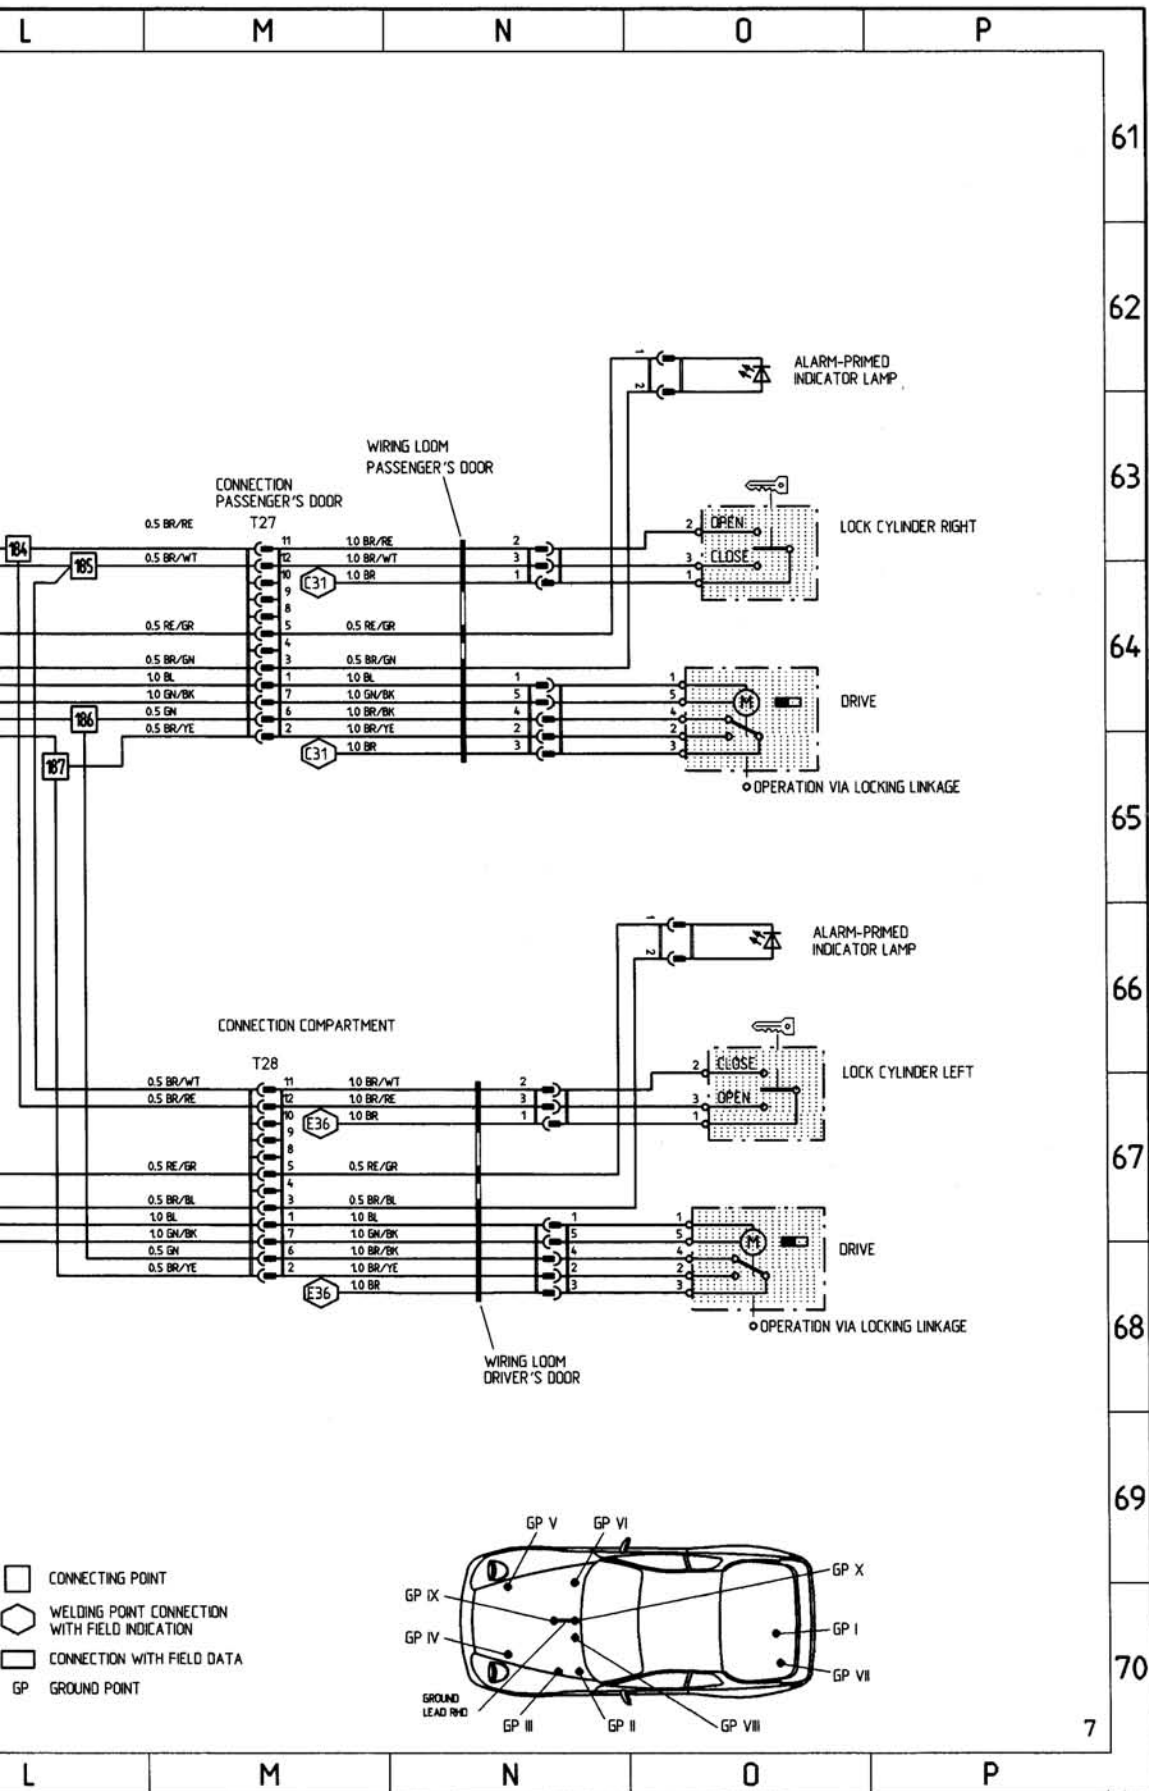 L M N O P
61
62
ALARM-PRIMED
INDICATOR LAMP
1
2
WIRING LOOM
PASSENGER'S DOOR
63
CONNECTION
PASSENGER'S DOOR
T27
LOCK CYLINDER RIGHT
184
0.5 BR/RE 11 1.0 BR/RE 2 2 OPEN
185
0.5 BR/WT 12 1.0 BR/WT 3 3 CLOSE
10 C31 1.0 BR 1 1
9
8
0.5 RE/GR 5 0.5 RE/GR
4
64
0.5 BR/GN 3 0.5 BR/GN
1.0 BL 1 1.0 BL 1 1
1.0 GN/BK 7 1.0 GN/BK 5 5 M DRIVE
186
0.5 GN 6 1.0 BR/BK 4 4
0.5 BR/YE 2 1.0 BR/YE 2 2
187
C31 1.0 BR 3 3
OPERATION VIA LOCKING LINKAGE
65
1
2
ALARM-PRIMED
INDICATOR LAMP
66
CONNECTION COMPARTMENT
T28
LOCK CYLINDER LEFT
0.5 BR/WT 11 1.0 BR/WT 2 2 CLOSE
0.5 BR/RE 12 1.0 BR/RE 3 3 OPEN
10 E36 1.0 BR 1 1
9
8
67
0.5 RE/GR 5 0.5 RE/GR
4
0.5 BR/BL 3 0.5 BR/BL
1.0 BL 1 1.0 BL 1 1
1.0 GN/BK 7 1.0 GN/BK 5 5 M DRIVE
0.5 GN 6 1.0 BR/BK 4 4
0.5 BR/YE 2 1.0 BR/YE 2 2
E36 1.0 BR 3 3
OPERATION VIA LOCKING LINKAGE
68
WIRING LOOM
DRIVER'S DOOR
69
GP V GP VI
GP X
GP IX
GP IV
GP I
GP VII
GROUND
LEAD RHD
GP III GP II GP VIII
CONNECTING POINT
WELDING POINT CONNECTION
WITH FIELD INDICATION
CONNECTION WITH FIELD DATA
GP GROUND POINT
70
7
L M N O P